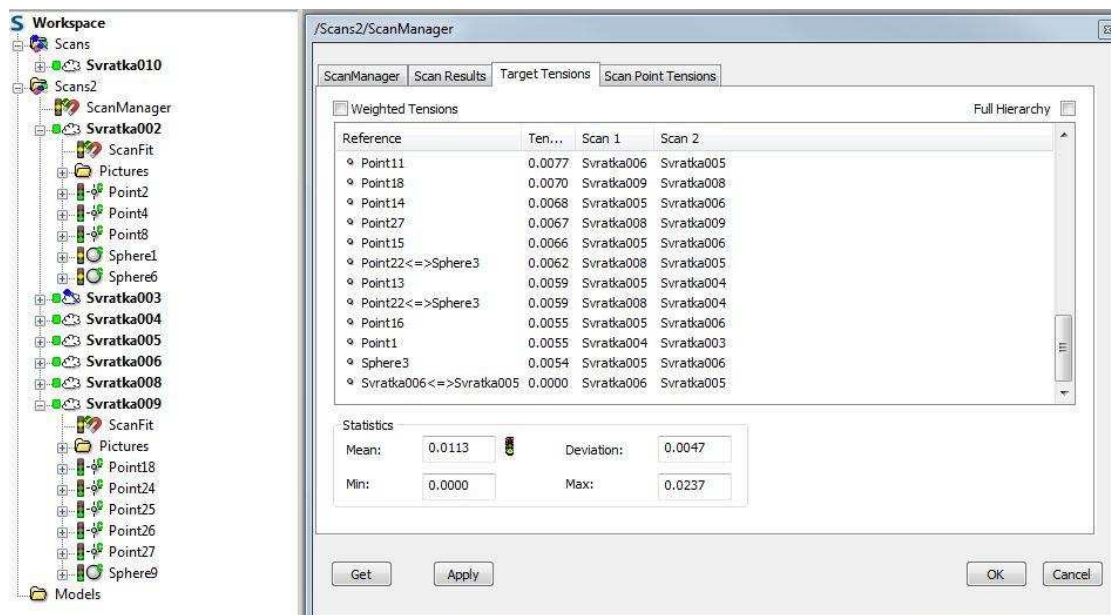 Workspace
Scans
Svratka010
Scans2
ScanManager
Svratka002
ScanFit
Pictures
Point2
Point4
Point8
Sphere1
Sphere6
Svratka003
Svratka004
Svratka005
Svratka006
Svratka008
Svratka009
ScanFit
Pictures
Point18
Point24
Point25
Point26
Point27
Sphere9
Models
/Scans2/ScanManager
ScanManager Scan Results Target Tensions Scan Point Tensions
Weighted Tensions Full Hierarchy
Reference Ten... Scan 1 Scan 2
Point11 0.0077 Svratka006 Svratka005
Point18 0.0070 Svratka009 Svratka008
Point14 0.0068 Svratka005 Svratka006
Point27 0.0067 Svratka008 Svratka009
Point15 0.0066 Svratka005 Svratka006
Point22<=>Sphere3 0.0062 Svratka008 Svratka005
Point13 0.0059 Svratka005 Svratka004
Point22<=>Sphere3 0.0059 Svratka008 Svratka004
Point16 0.0055 Svratka005 Svratka006
Point1 0.0055 Svratka004 Svratka003
Sphere3 0.0054 Svratka005 Svratka006
Svratka006<=>Svratka005 0.0000 Svratka006 Svratka005
Statistics
Mean: 0.0113 Deviation: 0.0047
Min: 0.0000 Max: 0.0237
Get Apply OK Cancel